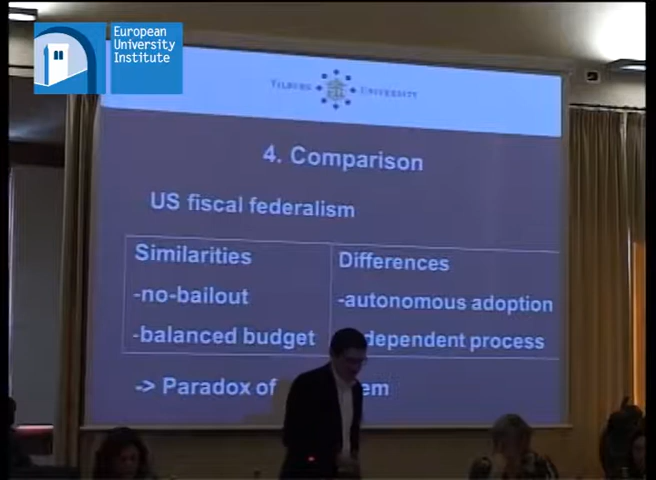 European
University
Institute
TILBURG UNIVERSITY
4. Comparison
US fiscal federalism
Similarities
-no-bailout
-balanced budget
Differences
-autonomous adoption
process
-> Paradox of